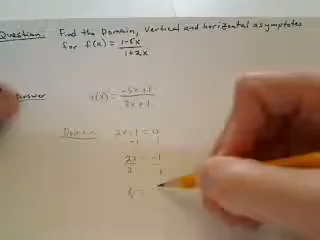 Question: Find the Domain, Vertical and horizontal asymptotes
for f(x) = 1-5x / 1+2x
Answer r(x) = -5x+1 / 2x+1
Domain 2x+1 = 0
-1 -1
2x / 2 = -1
x =